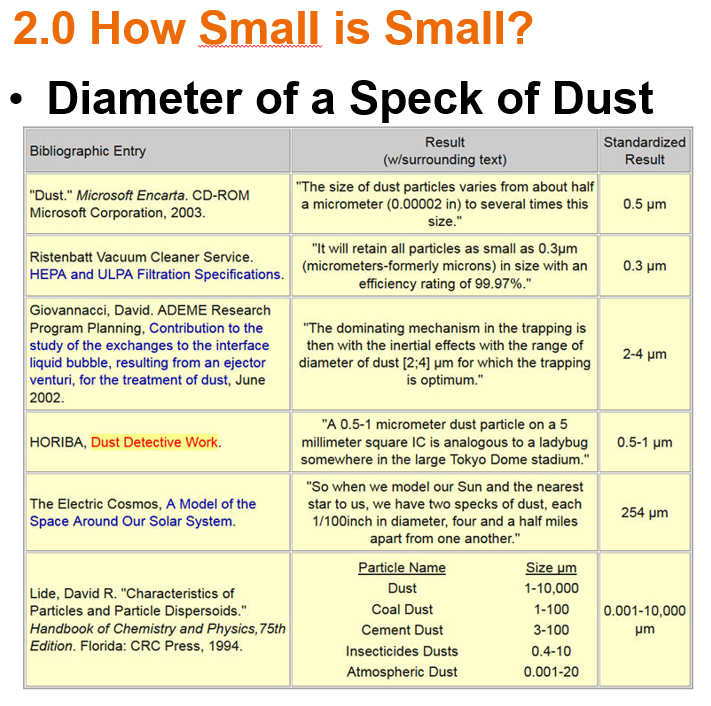 2.0 How Small is Small?
• Diameter of a Speck of Dust
Bibliographic Entry
Result
(w/surrounding text)
Standardized
Result
"Dust." Microsoft Encarta. CD-ROM
Microsoft Corporation, 2003.
"The size of dust particles varies from about half
a micrometer (0.00002 in) to several times this
size."
0.5 µm
Ristenbatt Vacuum Cleaner Service.
HEPA and ULPA Filtration Specifications.
"It will retain all particles as small as 0.3µm
(micrometers-formerly microns) in size with an
efficiency rating of 99.97%."
0.3 µm
Giovannacci, David. ADEME Research
Program Planning, Contribution to the
study of the exchanges to the interface
liquid bubble, resulting from an ejector
venturi, for the treatment of dust, June
2002.
"The dominating mechanism in the trapping is
then with the inertial effects with the range of
diameter of dust [2;4] µm for which the trapping
is optimum."
2-4 µm
HORIBA, Dust Detective Work.
"A 0.5-1 micrometer dust particle on a 5
millimeter square IC is analogous to a ladybug
somewhere in the large Tokyo Dome stadium."
0.5-1 µm
The Electric Cosmos, A Model of the
Space Around Our Solar System.
"So when we model our Sun and the nearest
star to us, we have two specks of dust, each
1/100inch in diameter, four and a half miles
apart from one another."
254 µm
Lide, David R. "Characteristics of
Particles and Particle Dispersoids."
Handbook of Chemistry and Physics,75th
Edition. Florida: CRC Press, 1994.
Particle Name Size µm
Dust 1-10,000
Coal Dust 1-100
Cement Dust 3-100
Insecticides Dusts 0.4-10
Atmospheric Dust 0.001-20
0.001-10,000
µm